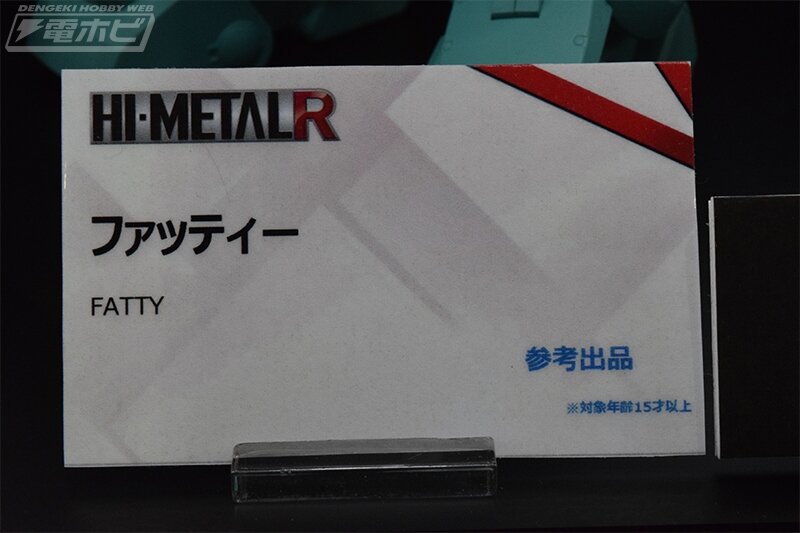 DENGEKI HOBBY WEB
電ホビ
HI-METAL R
ファッティー
FATTY
参考出品
※対象年齢15才以上